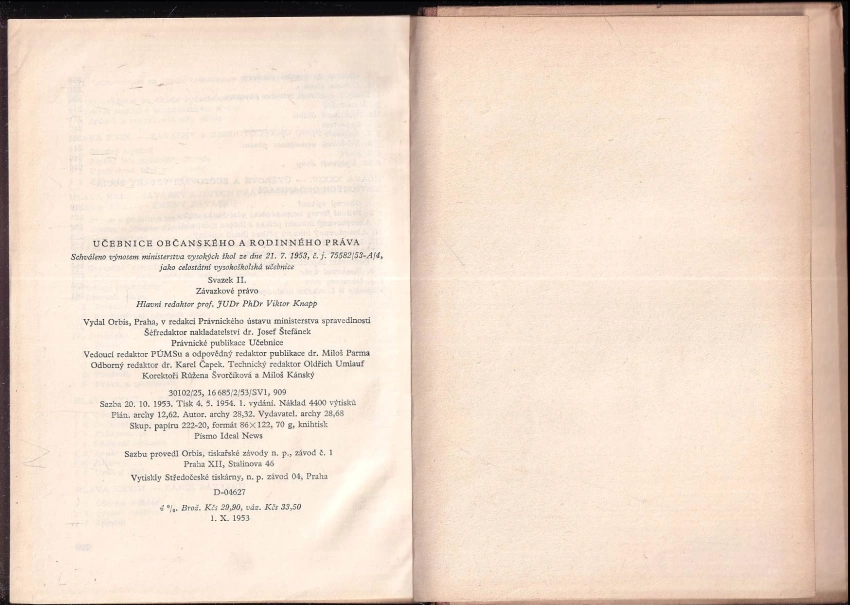 UČEBNICE OBČANSKÉHO A RODINNÉHO PRÁVA
Schváleno výnosem ministerstva vysokých škol ze dne 21. 7. 1953, č. j. 75582/53-A/4,
jako celostátní vysokoškolská učebnice
Svazek II.
Závazkové právo
Hlavní redaktor prof. JUDr PhDr Viktor Knapp
Vydal Orbis, Praha, v redakci Právnického ústavu ministerstva spravedlnosti
Šéfredaktor nakladatelství dr. Josef Štefánek
Právnické publikace Učebnice
Vedoucí redaktor PÚMSu a odpovědný redaktor publikace dr. Miloš Parma
Odborný redaktor dr. Karel Čapek. Technický redaktor Oldřich Umlauf
Korektoři Růžena Švorčíková a Miloš Kánský
30102/25, 16 685/2/53/SV1, 909
Sazba 20. 10. 1953. Tisk 4. 5. 1954. 1. vydání. Náklad 4400 výtisků
Plán. archy 12,62. Autor. archy 28,32. Vydavatel. archy 28,68
Skup. papíru 222-20, formát 86×122, 70 g, knihtisk
Písmo Ideal News
Sazbu provedl Orbis, tiskařské závody n. p., závod č. 1
Praha XII, Stalinova 46
Vytiskly Středočeské tiskárny, n. p. závod 04, Praha
D-04627
4 %. Brož. Kčs 29,90, váz. Kčs 33,50
1. X. 1953